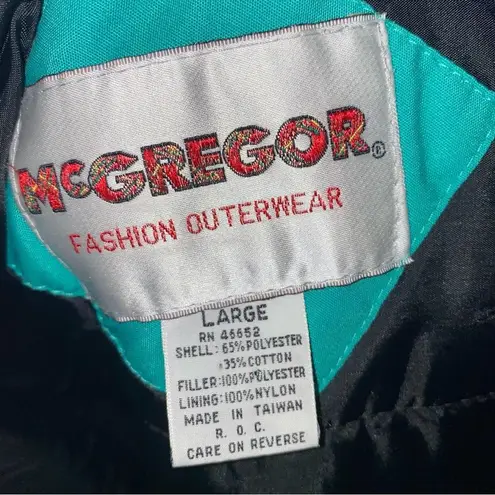 McGREGOR®
FASHION OUTERWEAR
LARGE
RN 46652
SHELL:65%POLYESTER
35%COTTON
FILLER:100%POLYESTER
LINING:100%NYLON
MADE IN TAIWAN
R. O. C.
CARE ON REVERSE